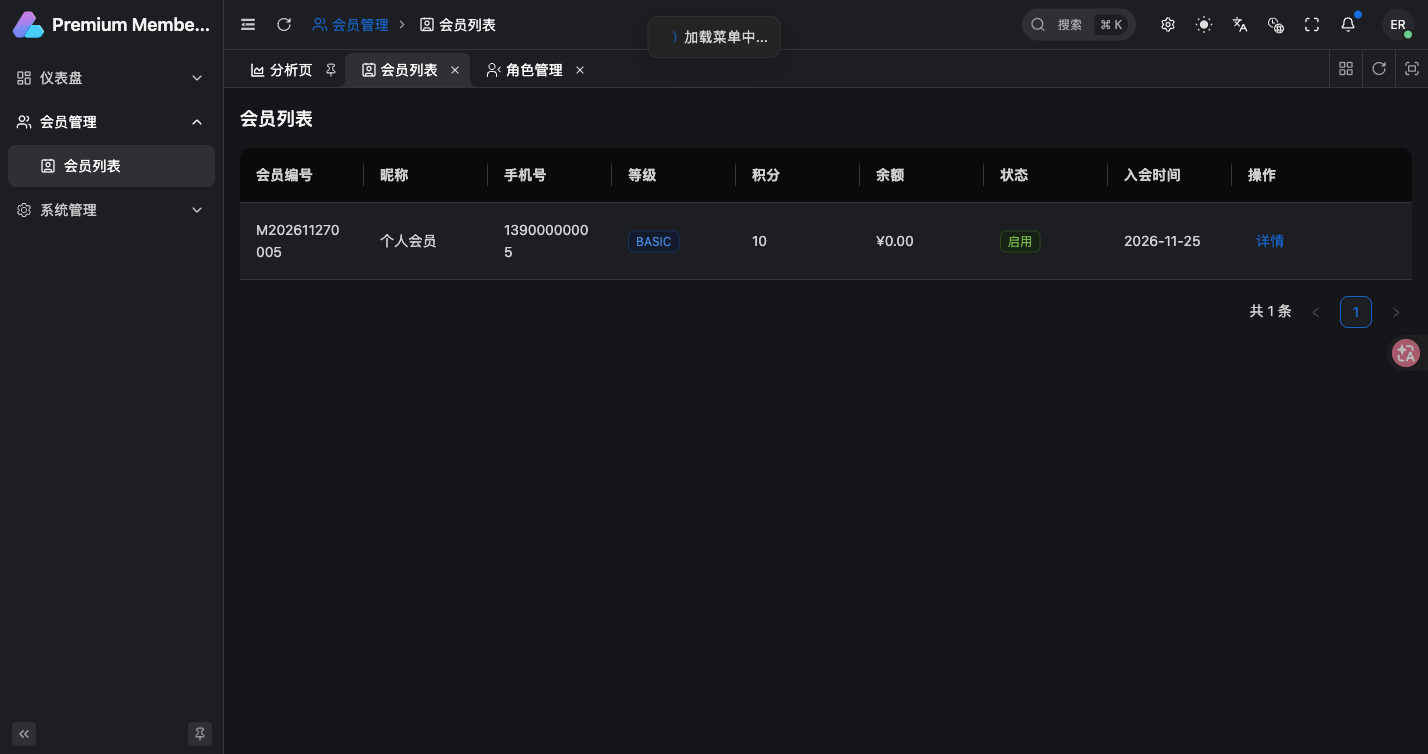 Premium Membe...
会员管理
会员列表
加载菜单中...
搜索
⌘ K
ER
仪表盘
会员管理
会员列表
系统管理
分析页
会员列表
角色管理
会员列表
会员编号 昵称 手机号 等级 积分 余额 状态 入会时间 操作
M202611270
005
个人会员
1390000000
5
BASIC
10
¥0.00
启用
2026-11-25
详情
共 1 条
1